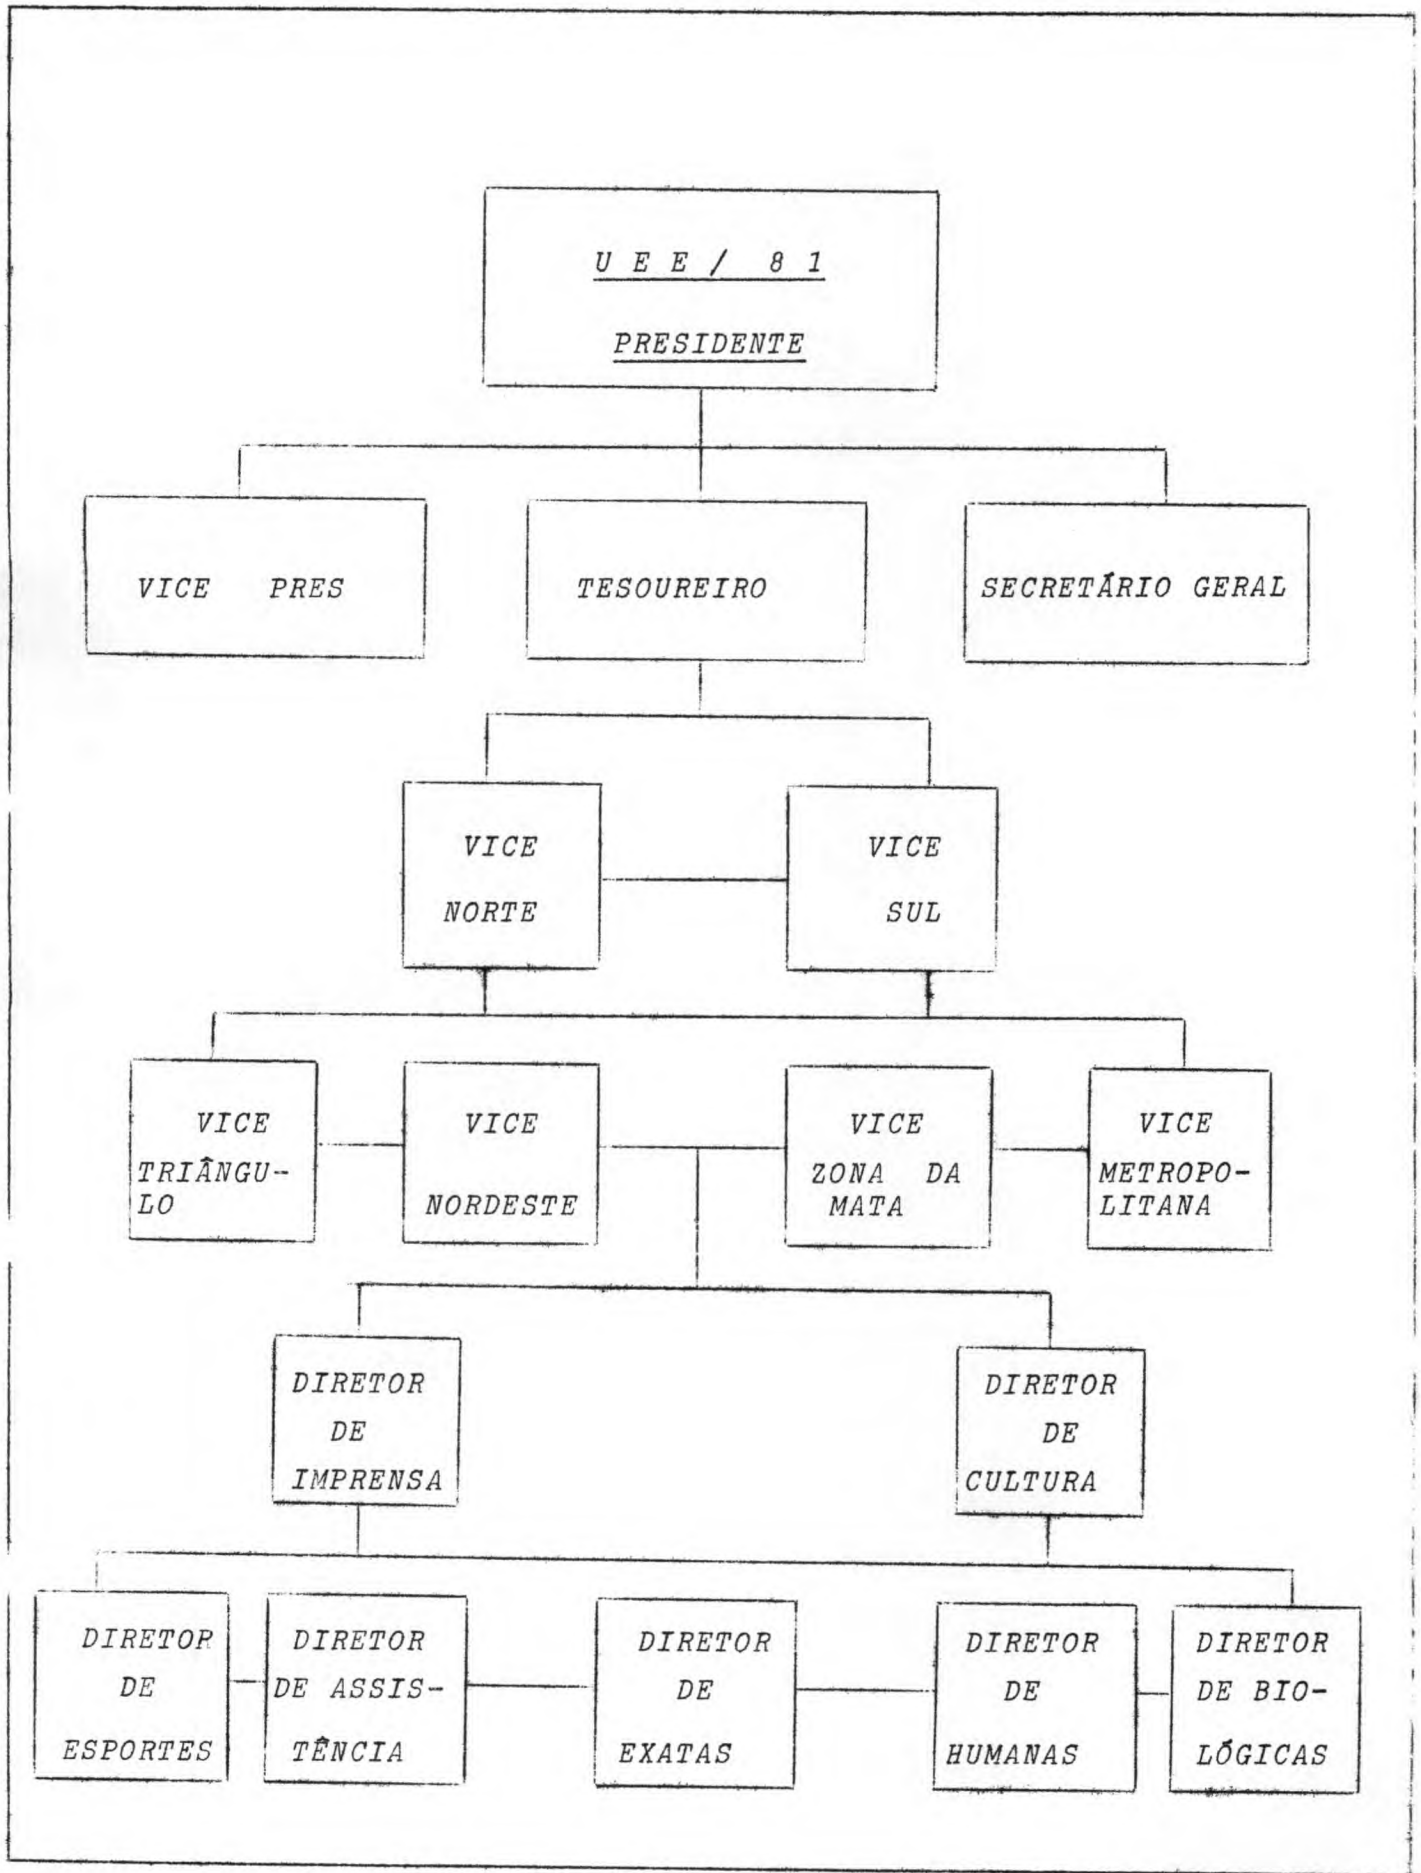 U E E / 8 1
PRESIDENTE
VICE PRES
TESOUREIRO
SECRETÁRIO GERAL
VICE
NORTE
VICE
SUL
VICE
TRIÂNGU-
LO
VICE
NORDESTE
VICE
ZONA DA
MATA
VICE
METROPO-
LITANA
DIRETOR
DE
IMPRENSA
DIRETOR
DE
CULTURA
DIRETOR
DE
ESPORTES
DIRETOR
DE ASSIS-
TÊNCIA
DIRETOR
DE
EXATAS
DIRETOR
DE
HUMANAS
DIRETOR
DE BIO-
LÓGICAS